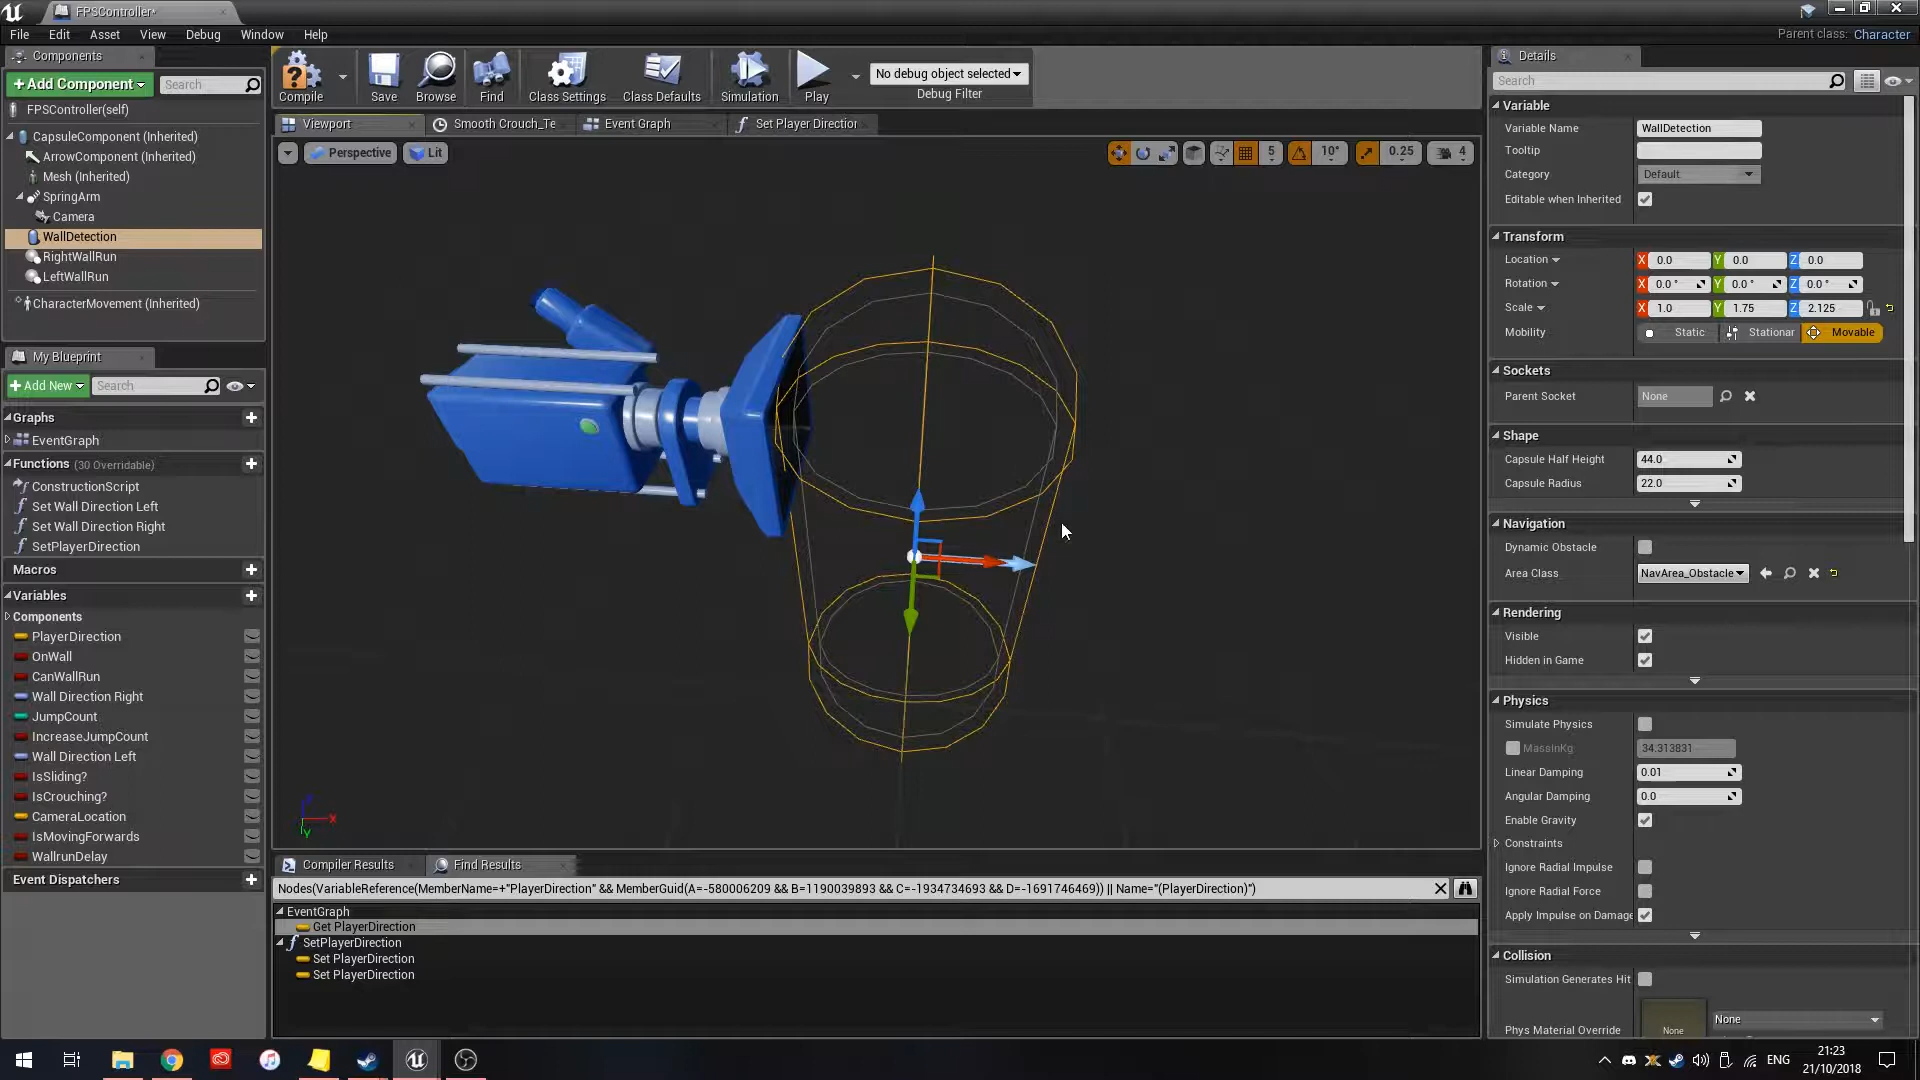 FPSController*
File Edit Asset View Debug Window Help
Parent class: Character
Components
+Add Component
Search
FPSController(self)
CapsuleComponent (Inherited)
ArrowComponent (Inherited)
Mesh (Inherited)
SpringArm
Camera
WallDetection
RightWallRun
LeftWallRun
CharacterMovement (Inherited)
My Blueprint
+Add New
Search
Graphs
EventGraph
Functions (30 Overridable)
ConstructionScript
Set Wall Direction Left
Set Wall Direction Right
SetPlayerDirection
Macros
Variables
Components
PlayerDirection
OnWall
CanWallRun
Wall Direction Right
JumpCount
IncreaseJumpCount
Wall Direction Left
IsSliding?
IsCrouching?
CameraLocation
IsMovingForwards
WallrunDelay
Event Dispatchers
Compile
Save
Browse
Find
Class Settings
Class Defaults
Simulation
Play
No debug object selected
Debug Filter
Viewport
Smooth Crouch_Te
Event Graph
Set Player Direction
Perspective
Lit
5
10°
0.25
4
Z
X
Y
Compiler Results
Find Results
Nodes(VariableReference(MemberName=+"PlayerDirection" && MemberGuid(A=-580006209 && B=1190039893 && C=-1934734693 && D=-1691746469)) || Name="(PlayerDirection)")
EventGraph
Get PlayerDirection
SetPlayerDirection
Set PlayerDirection
Set PlayerDirection
Details
Search
Variable
Variable Name WallDetection
Tooltip
Category Default
Editable when Inherited
Transform
Location X 0.0 Y 0.0 Z 0.0
Rotation X 0.0° Y 0.0° Z 0.0°
Scale X 1.0 Y 1.75 Z 2.125
Mobility Static Stationar Movable
Sockets
Parent Socket None
Shape
Capsule Half Height 44.0
Capsule Radius 22.0
Navigation
Dynamic Obstacle
Area Class NavArea_Obstacle
Rendering
Visible
Hidden in Game
Physics
Simulate Physics
MassInKg 34.313831
Linear Damping 0.01
Angular Damping 0.0
Enable Gravity
Constraints
Ignore Radial Impulse
Ignore Radial Force
Apply Impulse on Damage
Collision
Simulation Generates Hit
Phys Material Override None None
ENG
21:23
21/10/2018